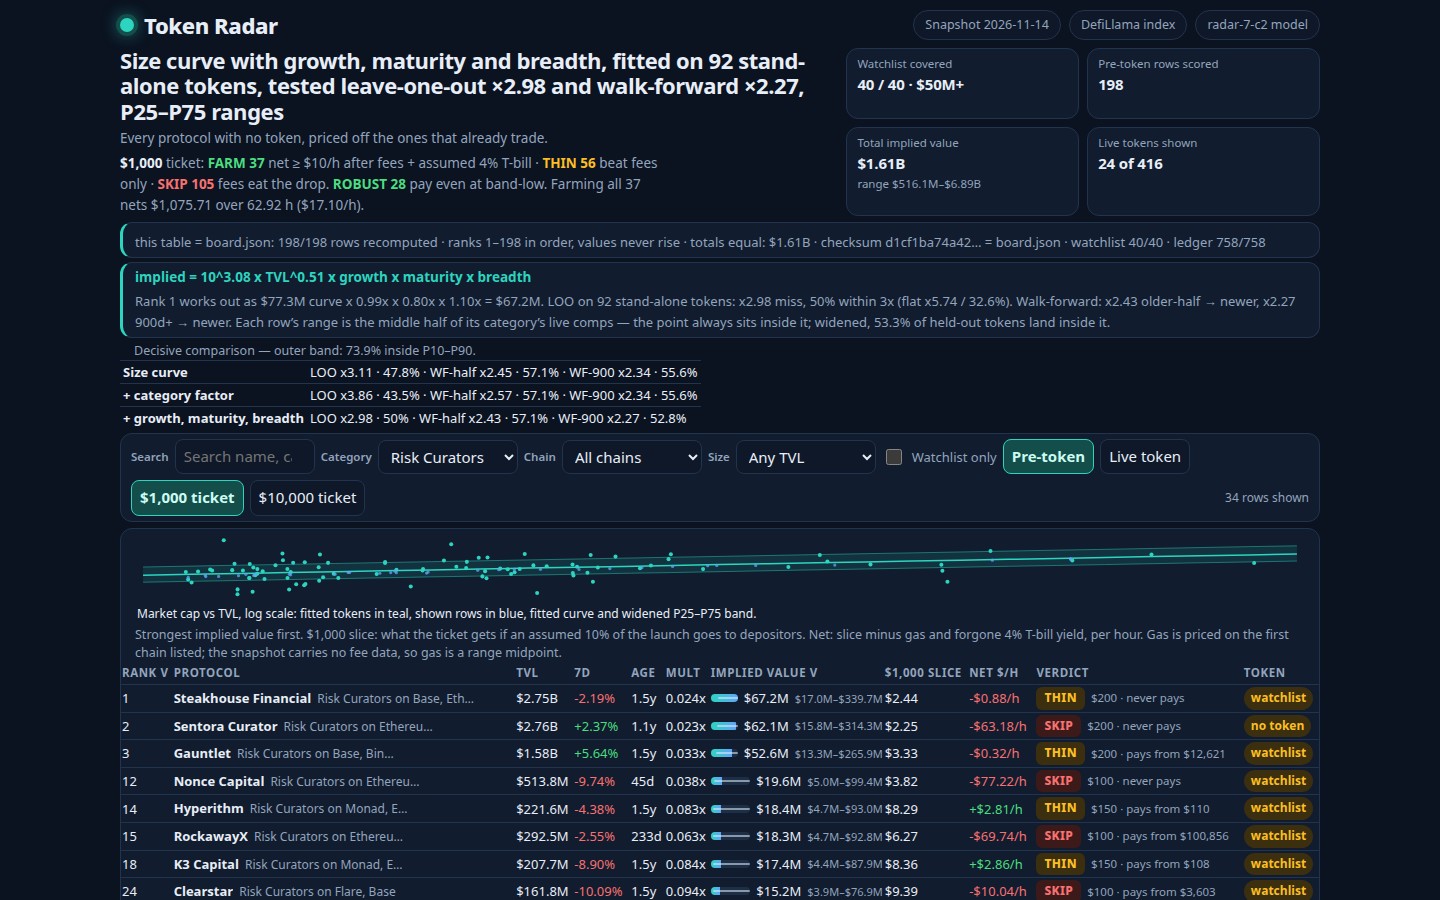 Token Radar
Snapshot 2026-11-14
DefiLlama index
radar-7-c2 model
Size curve with growth, maturity and breadth, fitted on 92 stand-
alone tokens, tested leave-one-out ×2.98 and walk-forward ×2.27,
P25–P75 ranges
Every protocol with no token, priced off the ones that already trade.
$1,000 ticket: FARM 37 net ≥ $10/h after fees + assumed 4% T-bill · THIN 56 beat fees
only · SKIP 105 fees eat the drop. ROBUST 28 pay even at band-low. Farming all 37
nets $1,075.71 over 62.92 h ($17.10/h).
Watchlist covered
40 / 40 · $50M+
Pre-token rows scored
198
Total implied value
$1.61B
range $516.1M–$6.89B
Live tokens shown
24 of 416
this table = board.json: 198/198 rows recomputed · ranks 1–198 in order, values never rise · totals equal: $1.61B · checksum d1cf1ba74a42… = board.json · watchlist 40/40 · ledger 758/758
implied = 10^3.08 x TVL^0.51 x growth x maturity x breadth
Rank 1 works out as $77.3M curve x 0.99x x 0.80x x 1.10x = $67.2M. LOO on 92 stand-alone tokens: x2.98 miss, 50% within 3x (flat x5.74 / 32.6%). Walk-forward: x2.43 older-half → newer, x2.27
900d+ → newer. Each row's range is the middle half of its category's live comps — the point always sits inside it; widened, 53.3% of held-out tokens land inside it.
Decisive comparison — outer band: 73.9% inside P10–P90.
Size curve LOO x3.11 · 47.8% · WF-half x2.45 · 57.1% · WF-900 x2.34 · 55.6%
+ category factor LOO x3.86 · 43.5% · WF-half x2.57 · 57.1% · WF-900 x2.34 · 55.6%
+ growth, maturity, breadth LOO x2.98 · 50% · WF-half x2.43 · 57.1% · WF-900 x2.27 · 52.8%
Search Search name, c Category Risk Curators Chain All chains Size Any TVL Watchlist only Pre-token Live token
$1,000 ticket $10,000 ticket 34 rows shown
Market cap vs TVL, log scale: fitted tokens in teal, shown rows in blue, fitted curve and widened P25–P75 band.
Strongest implied value first. $1,000 slice: what the ticket gets if an assumed 10% of the launch goes to depositors. Net: slice minus gas and forgone 4% T-bill yield, per hour. Gas is priced on the first
chain listed; the snapshot carries no fee data, so gas is a range midpoint.
RANK V PROTOCOL TVL 7D AGE MULT IMPLIED VALUE V $1,000 SLICE NET $/H VERDICT TOKEN
1 Steakhouse Financial Risk Curators on Base, Eth… $2.75B -2.19% 1.5y 0.024x $67.2M $17.0M–$339.7M $2.44 -$0.88/h THIN $200 · never pays watchlist
2 Sentora Curator Risk Curators on Ethereu… $2.76B +2.37% 1.1y 0.023x $62.1M $15.8M–$314.3M $2.25 -$63.18/h SKIP $200 · never pays no token
3 Gauntlet Risk Curators on Base, Bin… $1.58B +5.64% 1.5y 0.033x $52.6M $13.3M–$265.9M $3.33 -$0.32/h THIN $200 · pays from $12,621 watchlist
12 Nonce Capital Risk Curators on Ethereu… $513.8M -9.74% 45d 0.038x $19.6M $5.0M–$99.4M $3.82 -$77.22/h SKIP $100 · never pays watchlist
14 Hyperithm Risk Curators on Monad, E… $221.6M -4.38% 1.5y 0.083x $18.4M $4.7M–$93.0M $8.29 +$2.81/h THIN $150 · pays from $110 watchlist
15 RockawayX Risk Curators on Ethereu… $292.5M -2.55% 233d 0.063x $18.3M $4.7M–$92.8M $6.27 -$69.74/h SKIP $100 · pays from $100,856 watchlist
18 K3 Capital Risk Curators on Monad, E… $207.7M -8.90% 1.5y 0.084x $17.4M $4.4M–$87.9M $8.36 +$2.86/h THIN $150 · pays from $108 watchlist
24 Clearstar Risk Curators on Flare, Base $161.8M -10.09% 1.5y 0.094x $15.2M $3.9M–$76.9M $9.39 -$10.04/h SKIP $100 · pays from $3,603 watchlist